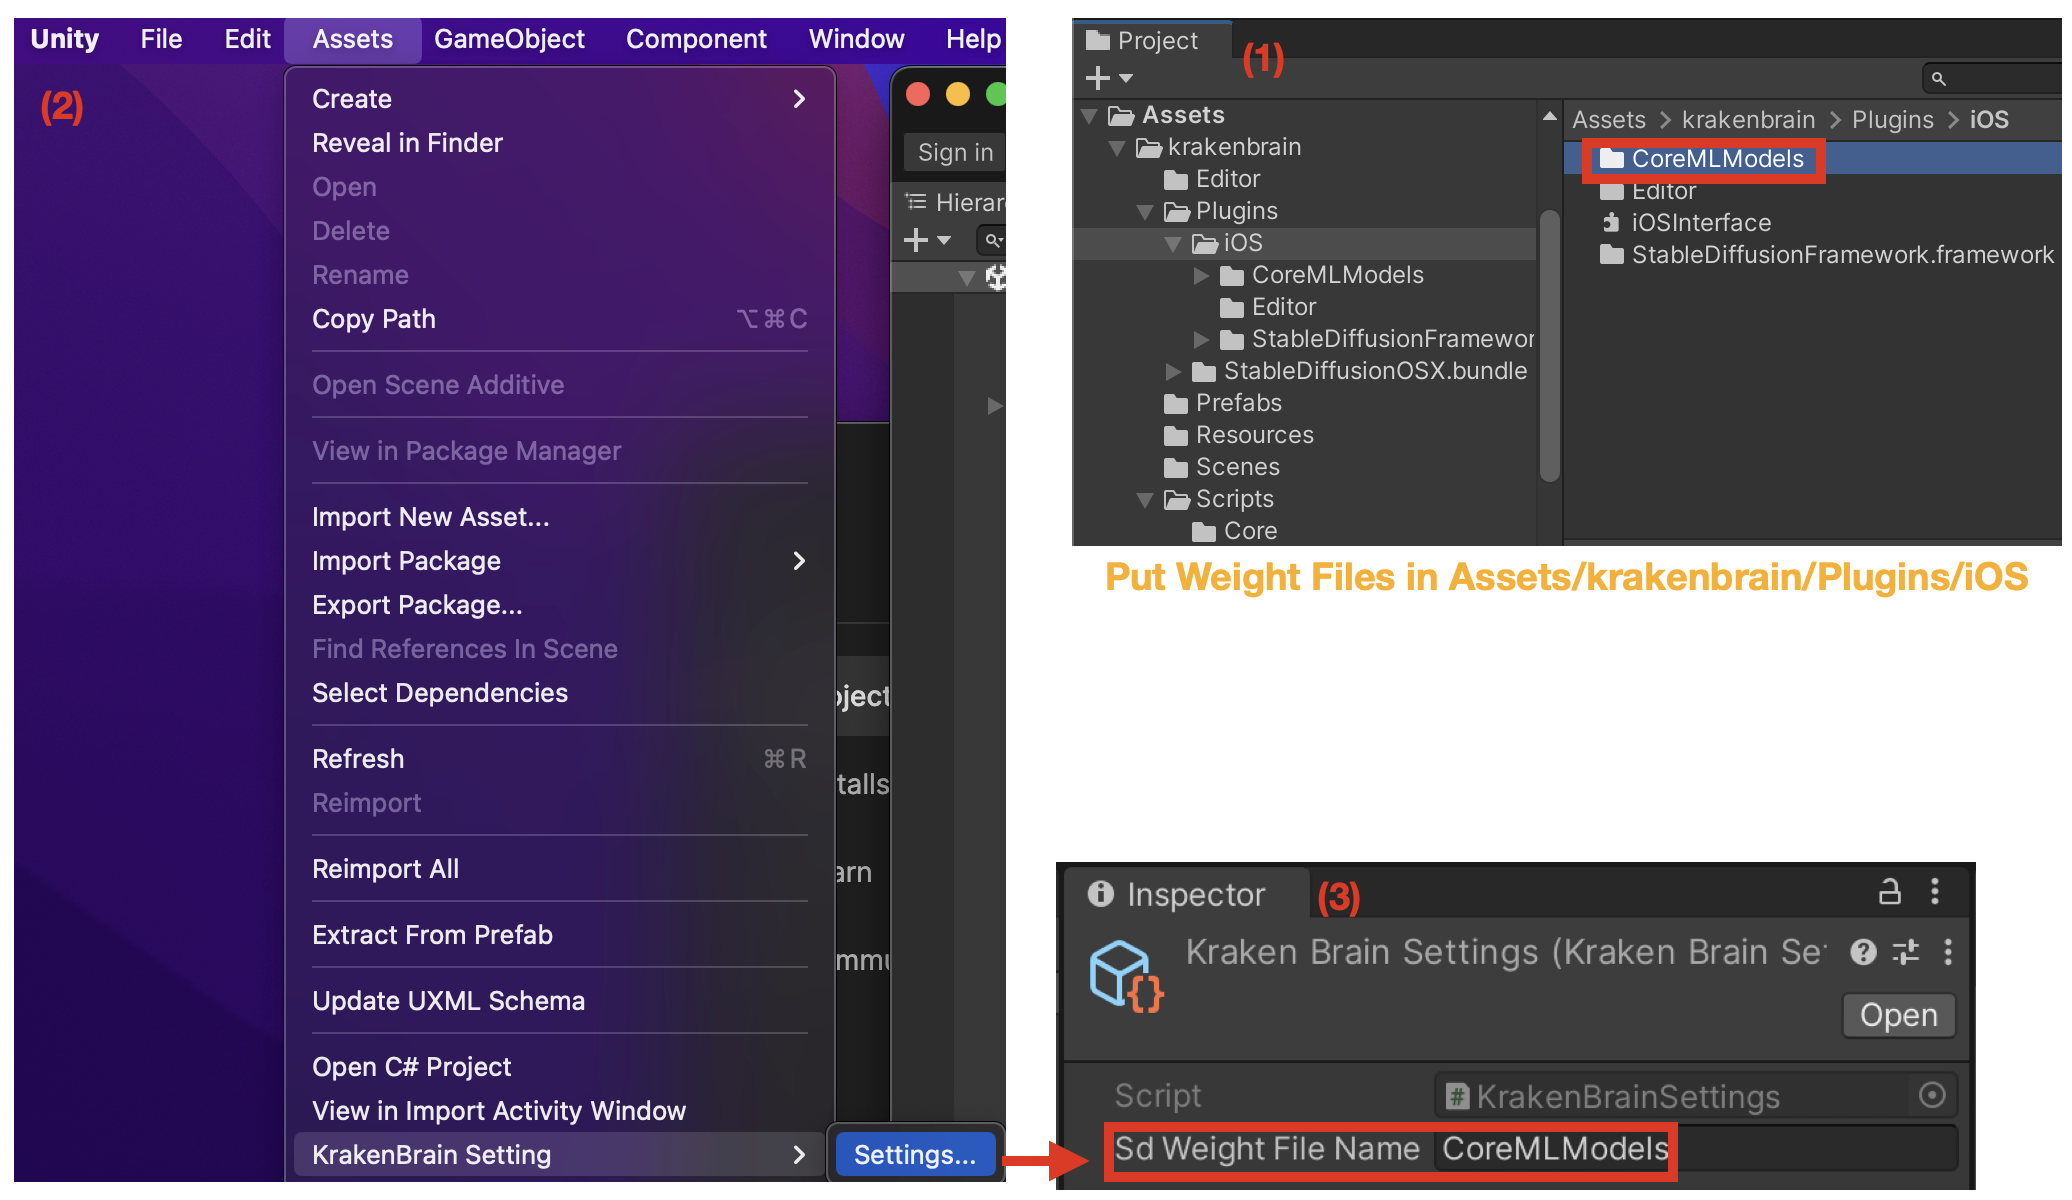 Unity File Edit Assets GameObject Component Window Help
(2)
Create
Reveal in Finder
Open
Delete
Rename
Copy Path ⌥⌘C
Open Scene Additive
View in Package Manager
Import New Asset...
Import Package
Export Package...
Find References In Scene
Select Dependencies
Refresh ⌘R
Reimport
Reimport All
Extract From Prefab
Update UXML Schema
Open C# Project
View in Import Activity Window
KrakenBrain Setting
Settings...
Sign in
Hierar
oject
talls
arn
mmu
Project
(1)
Assets
krakenbrain
Editor
Plugins
iOS
CoreMLModels
Editor
StableDiffusionFramewor
StableDiffusionOSX.bundle
Prefabs
Resources
Scenes
Scripts
Core
Assets > krakenbrain > Plugins > iOS
CoreMLModels
Editor
iOSInterface
StableDiffusionFramework.framework
Put Weight Files in Assets/krakenbrain/Plugins/iOS
Inspector
(3)
Kraken Brain Settings (Kraken Brain Set
Open
Script # KrakenBrainSettings
Sd Weight File Name CoreMLModels